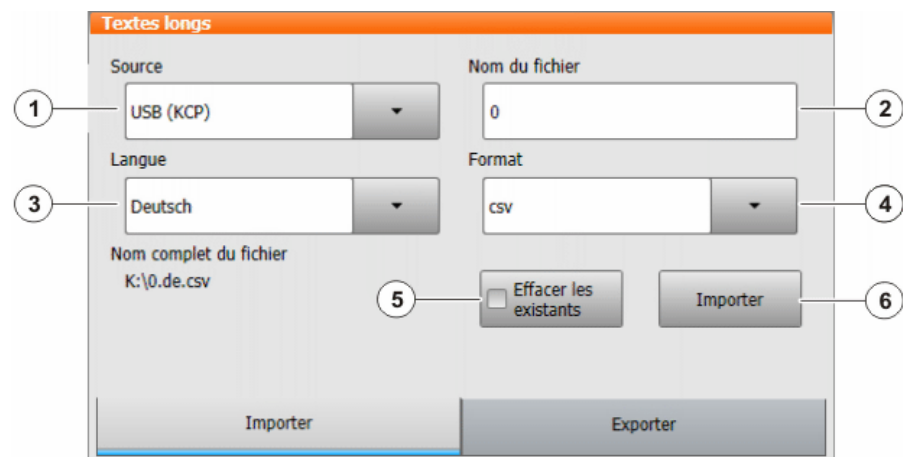 Textes longs
Source
Nom du fichier
1
USB (KCP)
0
2
Langue
Format
3
Deutsch
csv
4
Nom complet du fichier
K:\0.de.csv
5
Effacer les
existants
Importer
6
Importer
Exporter